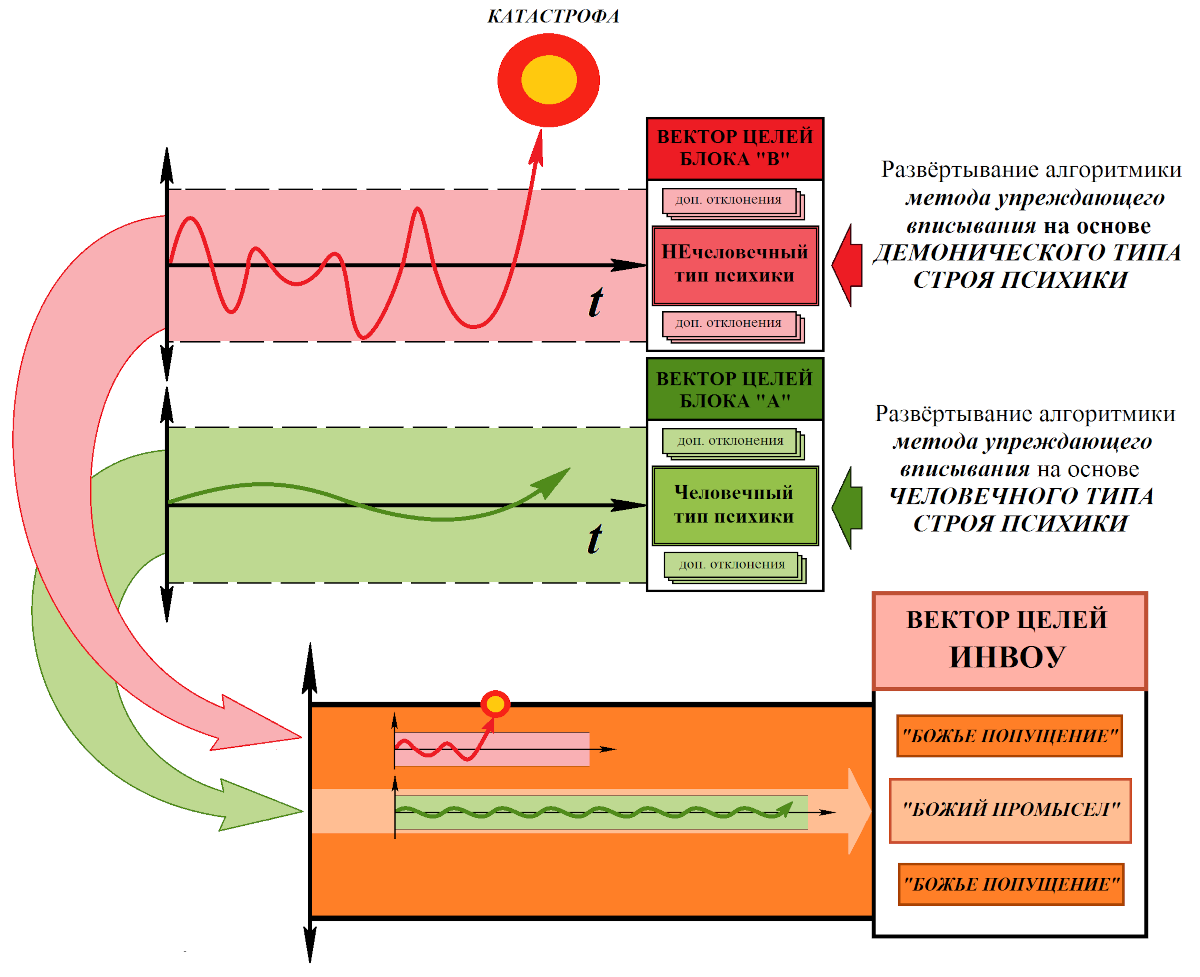 КАТАСТРОФА
ВЕКТОР ЦЕЛЕЙ
БЛОКА "В"
доп. отклонения
НЕчеловечный
тип психики
доп. отклонения
t
Развёртывание алгоритмики
метода упреждающего
вписывания на основе
ДЕМОНИЧЕСКОГО ТИПА
СТРОЯ ПСИХИКИ
ВЕКТОР ЦЕЛЕЙ
БЛОКА "А"
доп. отклонения
Человечный
тип психики
доп. отклонения
t
Развёртывание алгоритмики
метода упреждающего
вписывания на основе
ЧЕЛОВЕЧНОГО ТИПА
СТРОЯ ПСИХИКИ
ВЕКТОР ЦЕЛЕЙ
ИНВОУ
"БОЖЬЕ ПОПУЩЕНИЕ"
"БОЖИЙ ПРОМЫСЕЛ"
"БОЖЬЕ ПОПУЩЕНИЕ"